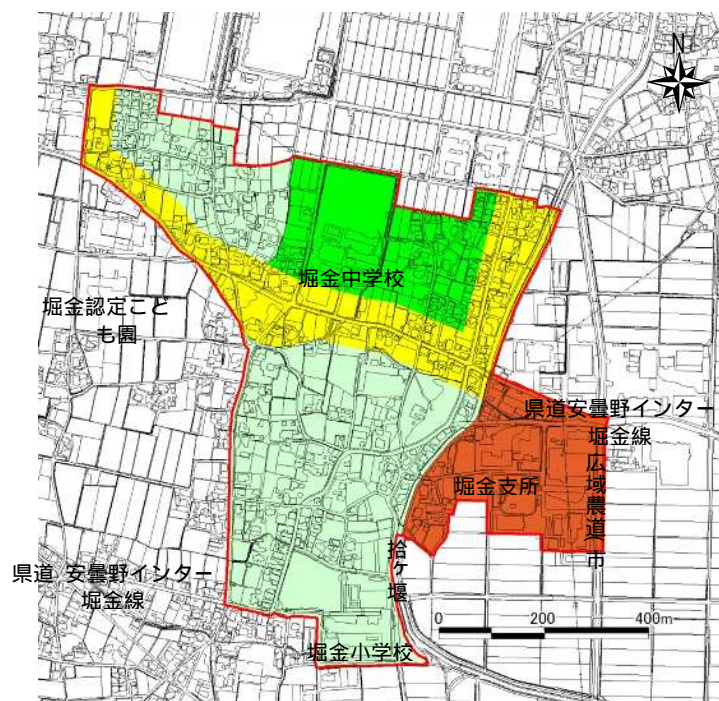 N
堀金中学校
堀金認定こど
も園
県道安曇野インター
堀金線
広域農道
市
堀金支所
拾ケ堰
県道 安曇野インター
堀金線
0 200 400m
堀金小学校